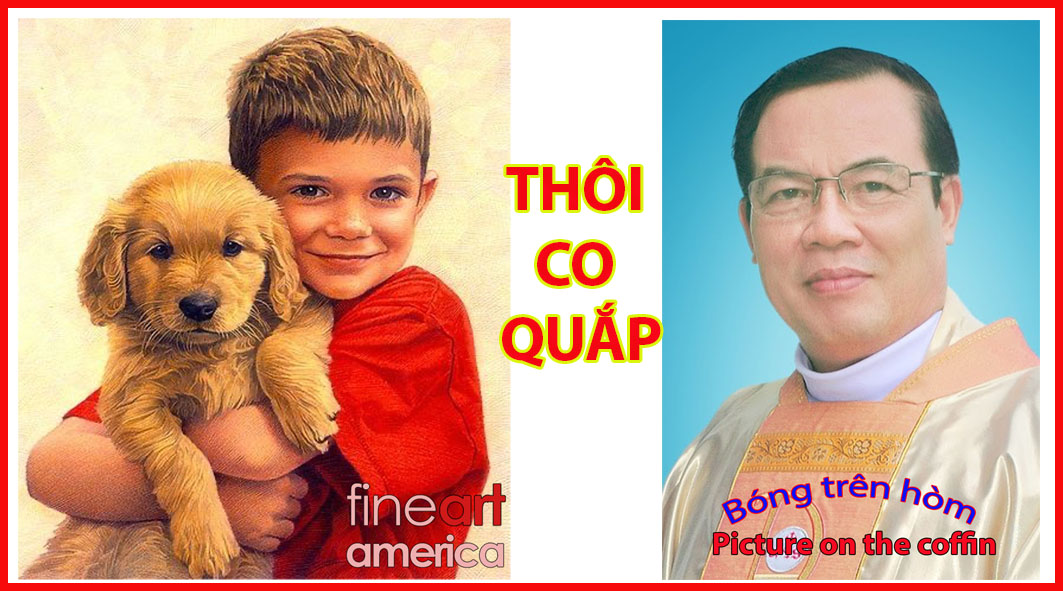 THÔI
CO
QUẮP
fineart
america
Bóng trên hòm
Picture on the coffin